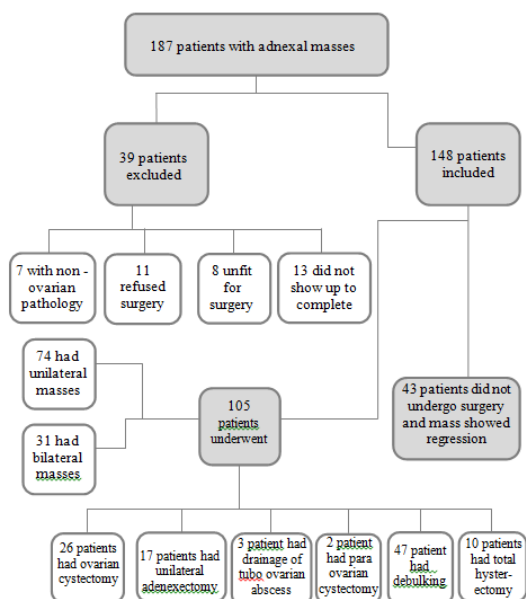 187 patients with adnexal masses
39 patients
excluded
148 patients
included
7 with non -
ovarian
pathology
11
refused
surgery
8 unfit
for
surgery
13 did not
show up to
complete
74 had
unilateral
masses
31 had
bilateral
masses
105
patients
underwent
43 patients did not
undergo surgery
and mass showed
regression
26 patients
had ovarian
cystectomy
17 patients had
unilateral
adenexectomy
3 patient had
drainage of
tubo ovarian
abscess
2 patient
had para
ovarian
cystectomy
47 patient
had
debulking
10 patients
had total
hyster-
ectomy